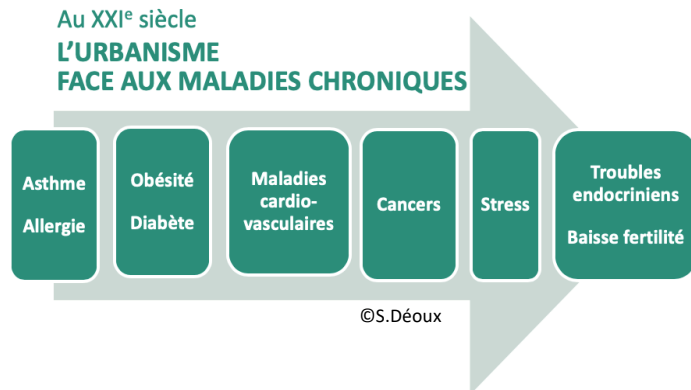 Au XXIe siècle
L'URBANISME
FACE AUX MALADIES CHRONIQUES
Asthme
Allergie
Obésité
Diabète
Maladies
cardio-
vasculaires
Cancers
Stress
Troubles
endocriniens
Baisse fertilité
©S.Déoux